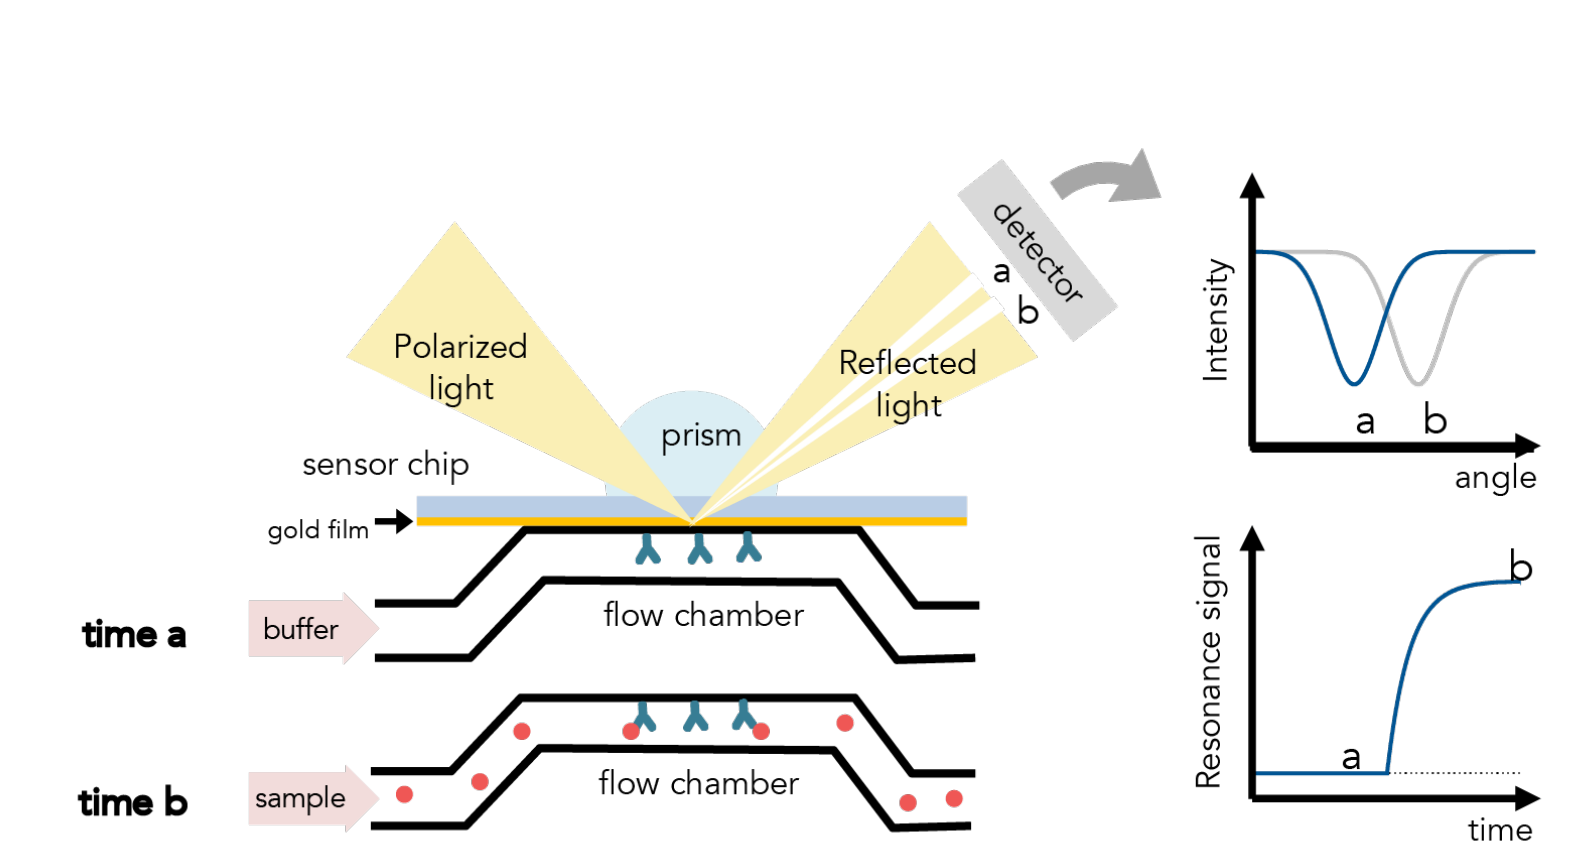 detector
a
b
Polarized
light
Reflected
light
prism
sensor chip
gold film
time a
buffer
flow chamber
time b
sample
flow chamber
Intensity
a
b
angle
Resonance signal
a
b
time